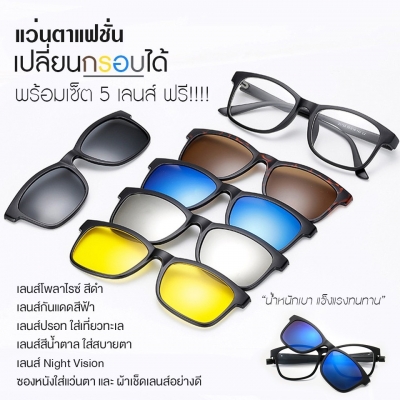 แว่นตาแฟชั่น
เปลี่ยนกรอบได้
พร้อมเซ็ต 5 เลนส์ ฟรี!!!!
เลนส์โพลาไรซ์ สีดำ
เลนส์กันแดดสีฟ้า
เลนส์ปรอท ใส่เที่ยวทะเล
เลนส์สีน้ำตาล ใส่สบายตา
เลนส์ Night Vision
ซองหนังใส่แว่นตา และ ผ้าเช็ดเลนส์อย่างดี
“น้ำหนักเบา แข็งแรงทนทาน”